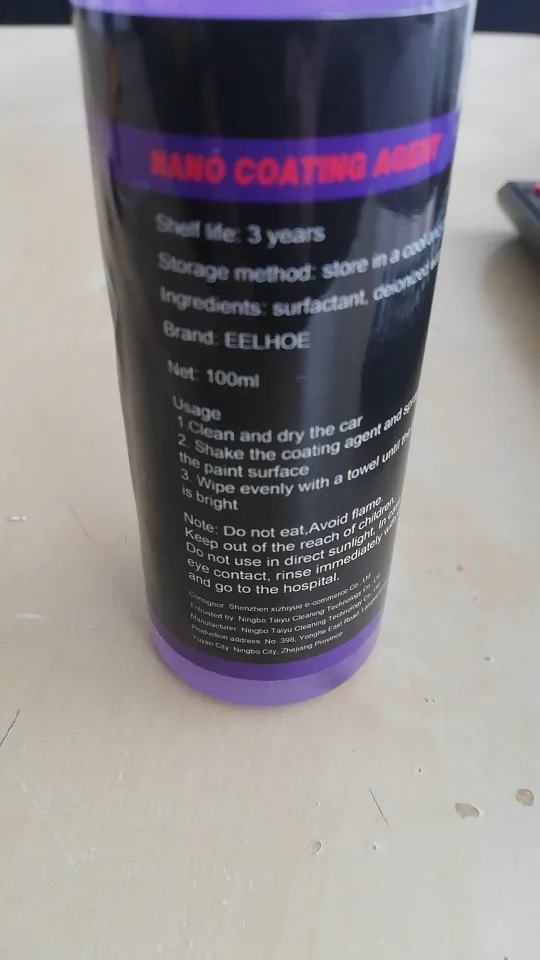 NANO COATING AGENT
Shelf life: 3 years
Storage method: store in a cool
Ingredients: surfactant, deionized
Brand: EELHOE
Net: 100ml
Usage
1.Clean and dry the car
2. Shake the coating agent and
the paint surface
3. Wipe evenly with a towel until the
is bright
Note: Do not eat,Avoid flame.
Keep out of the reach of children.
Do not use in direct sunlight, In case
eye contact, rinse immediately with
and go to the hospital.
Consignor: Shenzhen xizhiyue e-commerce Co., Ltd
Entrusted by: Ningbo Taiyu Cleaning Technology Co., Ltd
Manufacturer: Ningbo Taiyu Cleaning Technology Co., Ltd
Production address: No. 396, Yonghe East Road,
Yuyao City, Ningbo City, Zhejiang Province